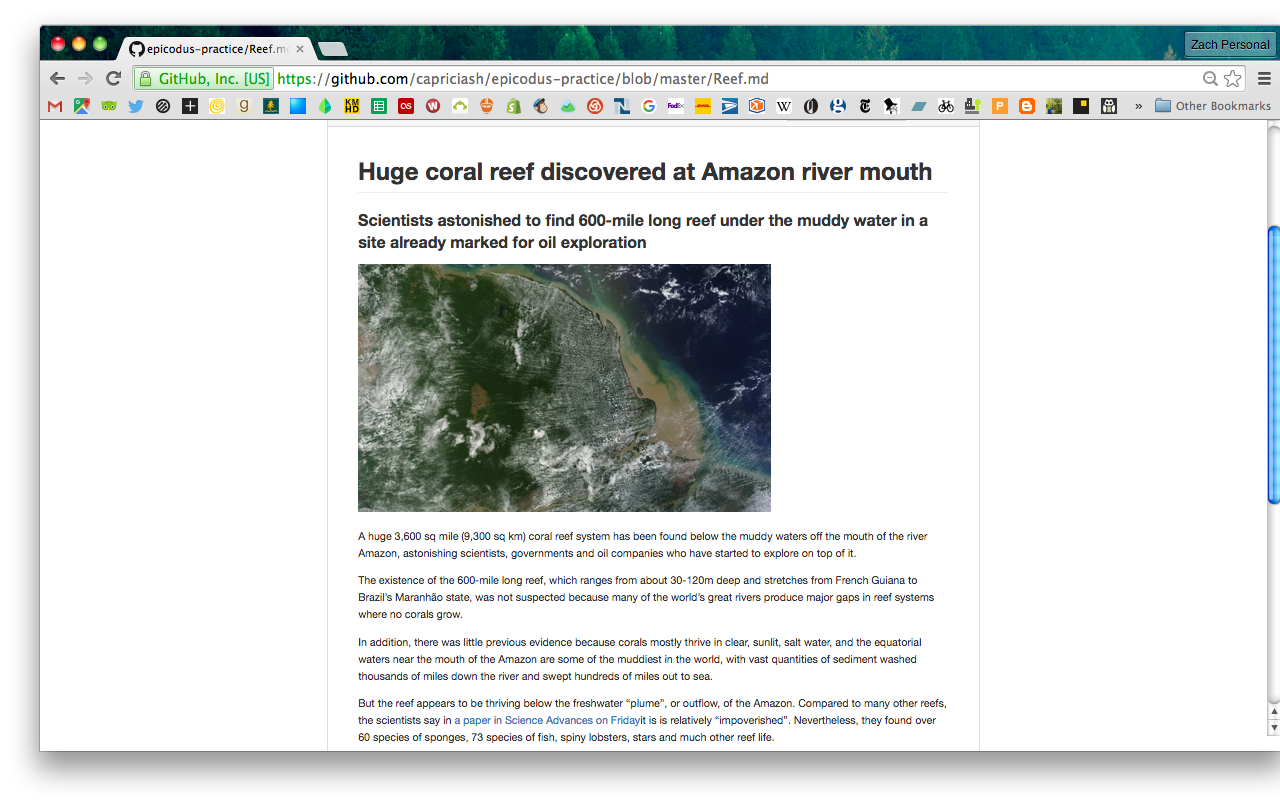 epicodus-practice/Reef.m
Zach Personal
GitHub, Inc. [US] https://github.com/capriciash/epicodus-practice/blob/master/Reef.md
KM
HD
FedEx
Other Bookmarks
Huge coral reef discovered at Amazon river mouth
Scientists astonished to find 600-mile long reef under the muddy water in a
site already marked for oil exploration
A huge 3,600 sq mile (9,300 sq km) coral reef system has been found below the muddy waters off the mouth of the river
Amazon, astonishing scientists, governments and oil companies who have started to explore on top of it.
The existence of the 600-mile long reef, which ranges from about 30-120m deep and stretches from French Guiana to
Brazil’s Maranhão state, was not suspected because many of the world’s great rivers produce major gaps in reef systems
where no corals grow.
In addition, there was little previous evidence because corals mostly thrive in clear, sunlit, salt water, and the equatorial
waters near the mouth of the Amazon are some of the muddiest in the world, with vast quantities of sediment washed
thousands of miles down the river and swept hundreds of miles out to sea.
But the reef appears to be thriving below the freshwater “plume”, or outflow, of the Amazon. Compared to many other reefs,
the scientists say in a paper in Science Advances on Fridayit is is relatively “impoverished”. Nevertheless, they found over
60 species of sponges, 73 species of fish, spiny lobsters, stars and much other reef life.